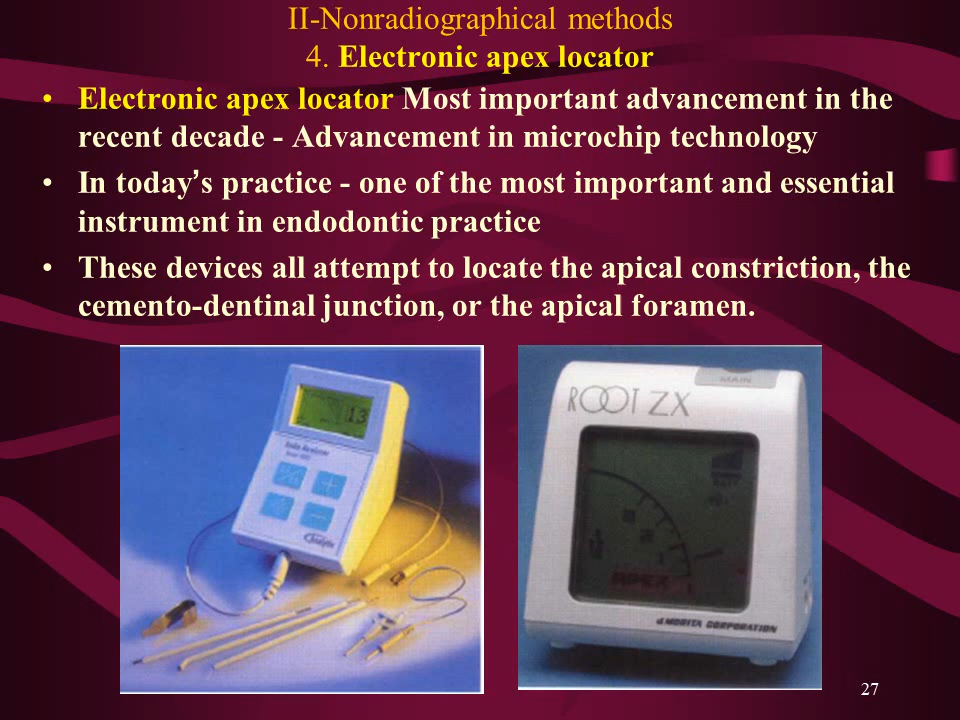 II-Nonradiographical methods
4. Electronic apex locator
• Electronic apex locator Most important advancement in the
recent decade - Advancement in microchip technology
• In today’s practice - one of the most important and essential
instrument in endodontic practice
• These devices all attempt to locate the apical constriction, the
cemento-dentinal junction, or the apical foramen.
13
Analytic
MAIN
ROOT ZX
APEX
J.MORITA CORPORATION
27